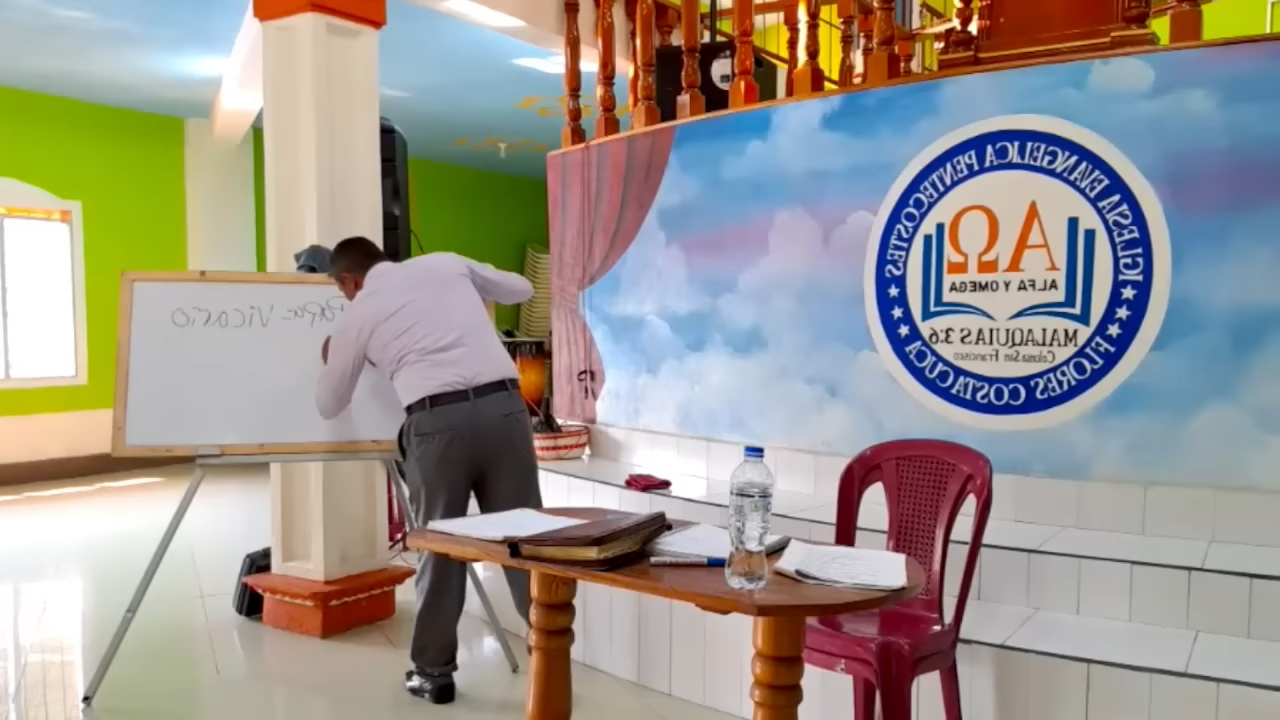 Papa - Vicario
IGLESIA EVANGELICA PENTECOSTES
ΑΩ
ALFA Y OMEGA
MALAQUIAS 3:6
Colonia San Francisco
FLORES COSTA CUCA